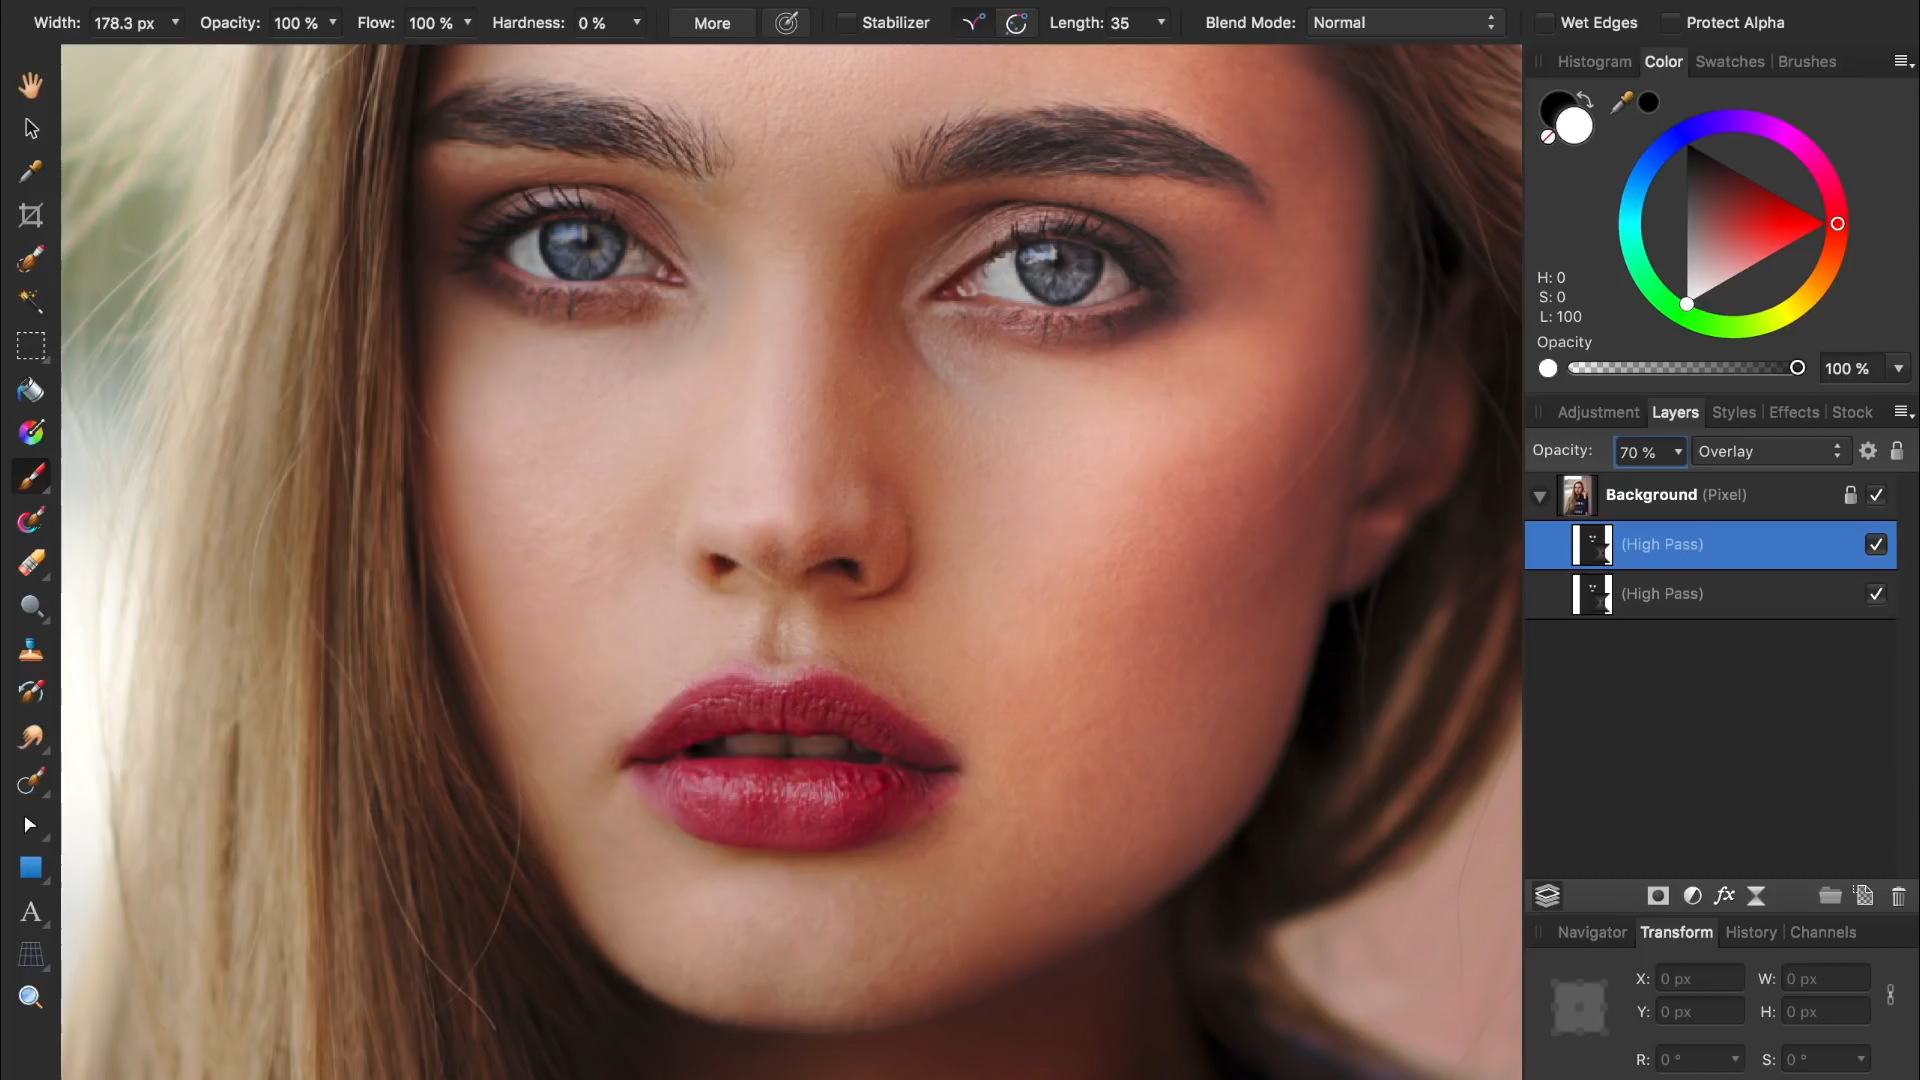 Width: 178.3 px Opacity: 100 % Flow: 100 % Hardness: 0 % More Stabilizer Length: 35 Blend Mode: Normal Wet Edges Protect Alpha
Histogram Color Swatches Brushes
H: 0
S: 0
L: 100
Opacity
100 %
Adjustment Layers Styles Effects Stock
Opacity: 70 % Overlay
Background (Pixel)
(High Pass)
(High Pass)
fx
A
Navigator Transform History Channels
X: 0 px W: 0 px
Y: 0 px H: 0 px
R: 0 ° S: 0 °